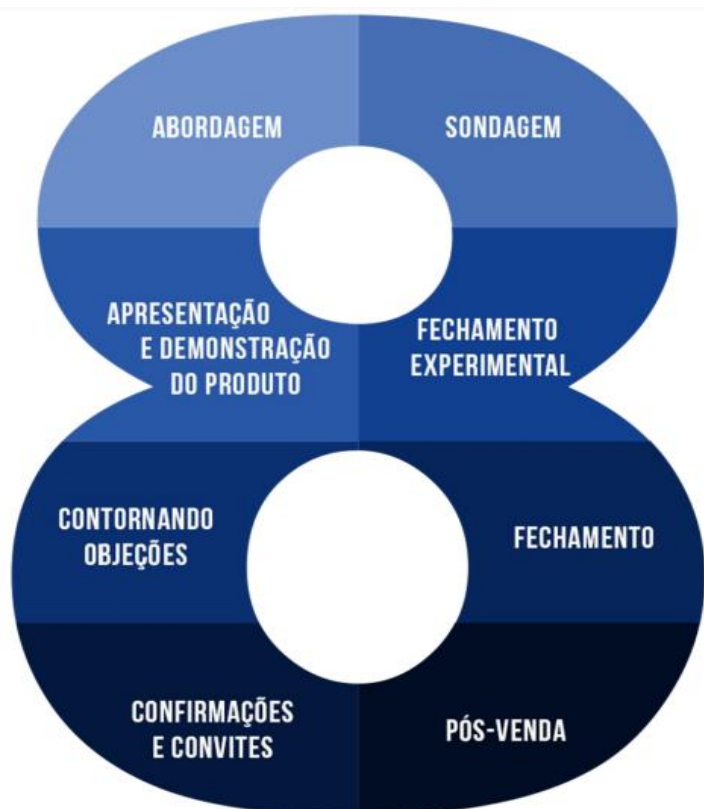 ABORDAGEM
SONDAGEM
APRESENTAÇÃO
E DEMONSTRAÇÃO
DO PRODUTO
FECHAMENTO
EXPERIMENTAL
CONTORNANDO
OBJEÇÕES
FECHAMENTO
CONFIRMAÇÕES
E CONVITES
PÓS-VENDA